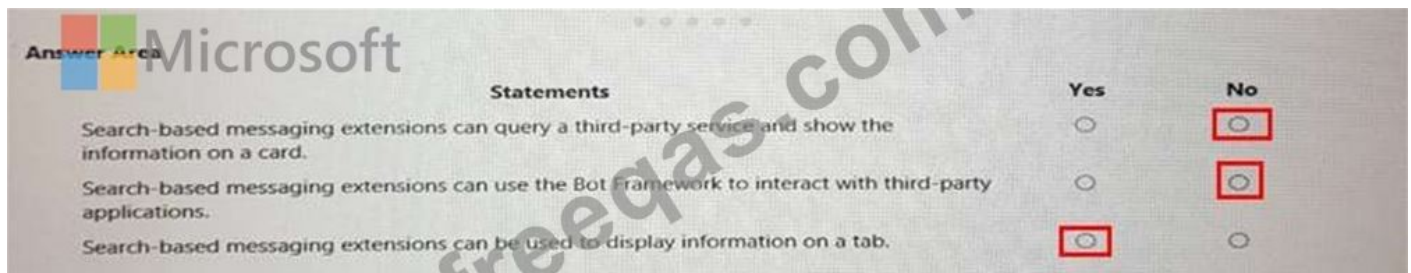 Microsoft
Answer Area
Statements Yes No
Search-based messaging extensions can query a third-party service and show the
information on a card.
Search-based messaging extensions can use the Bot Framework to interact with third-party
applications.
Search-based messaging extensions can be used to display information on a tab.
freeqas.com